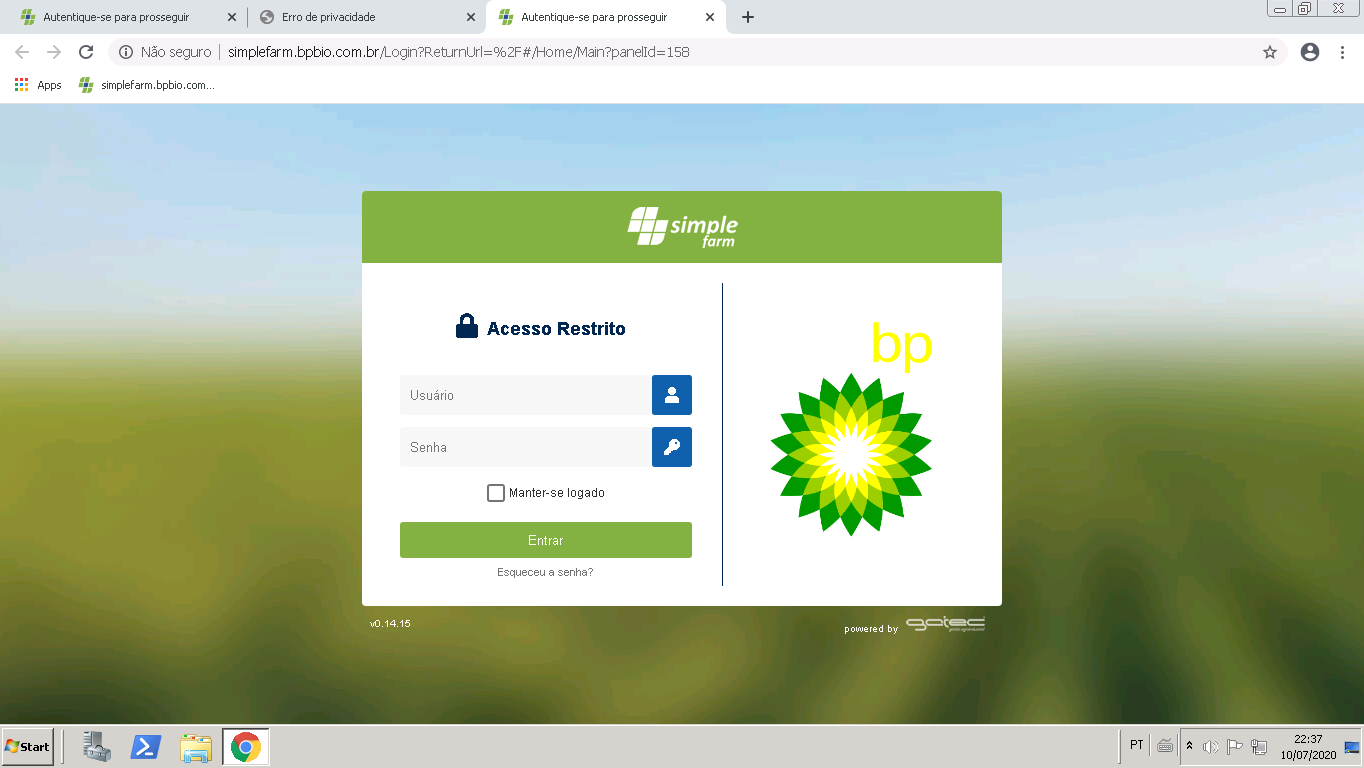 Autentique-se para prosseguir
Erro de privacidade
Autentique-se para prosseguir
Não seguro
simplefarm.bpbio.com.br/Login?ReturnUrl=%2F#/Home/Main?panelId=158
Apps
simplefarm.bpbio.com...
simple
farm
Acesso Restrito
Usuário
Senha
Manter-se logado
Entrar
Esqueceu a senha?
bp
v0.14.15
powered by
gatec
Start
PT
22:37
10/07/2020